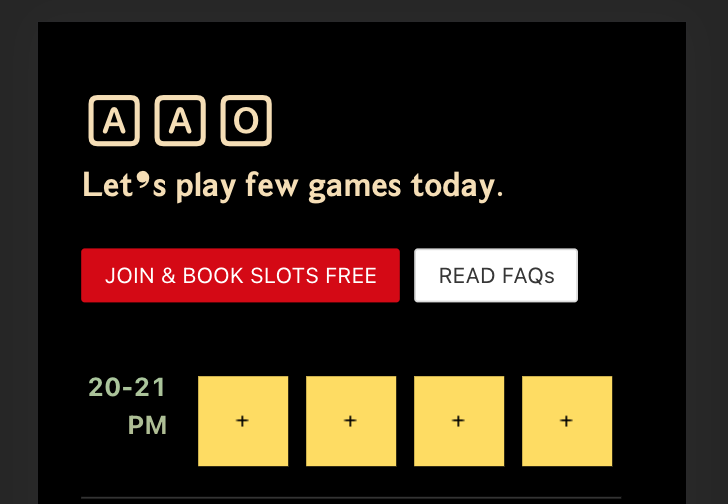 A A O
Let's play few games today.
JOIN & BOOK SLOTS FREE READ FAQs
20-21
PM
+ + + +